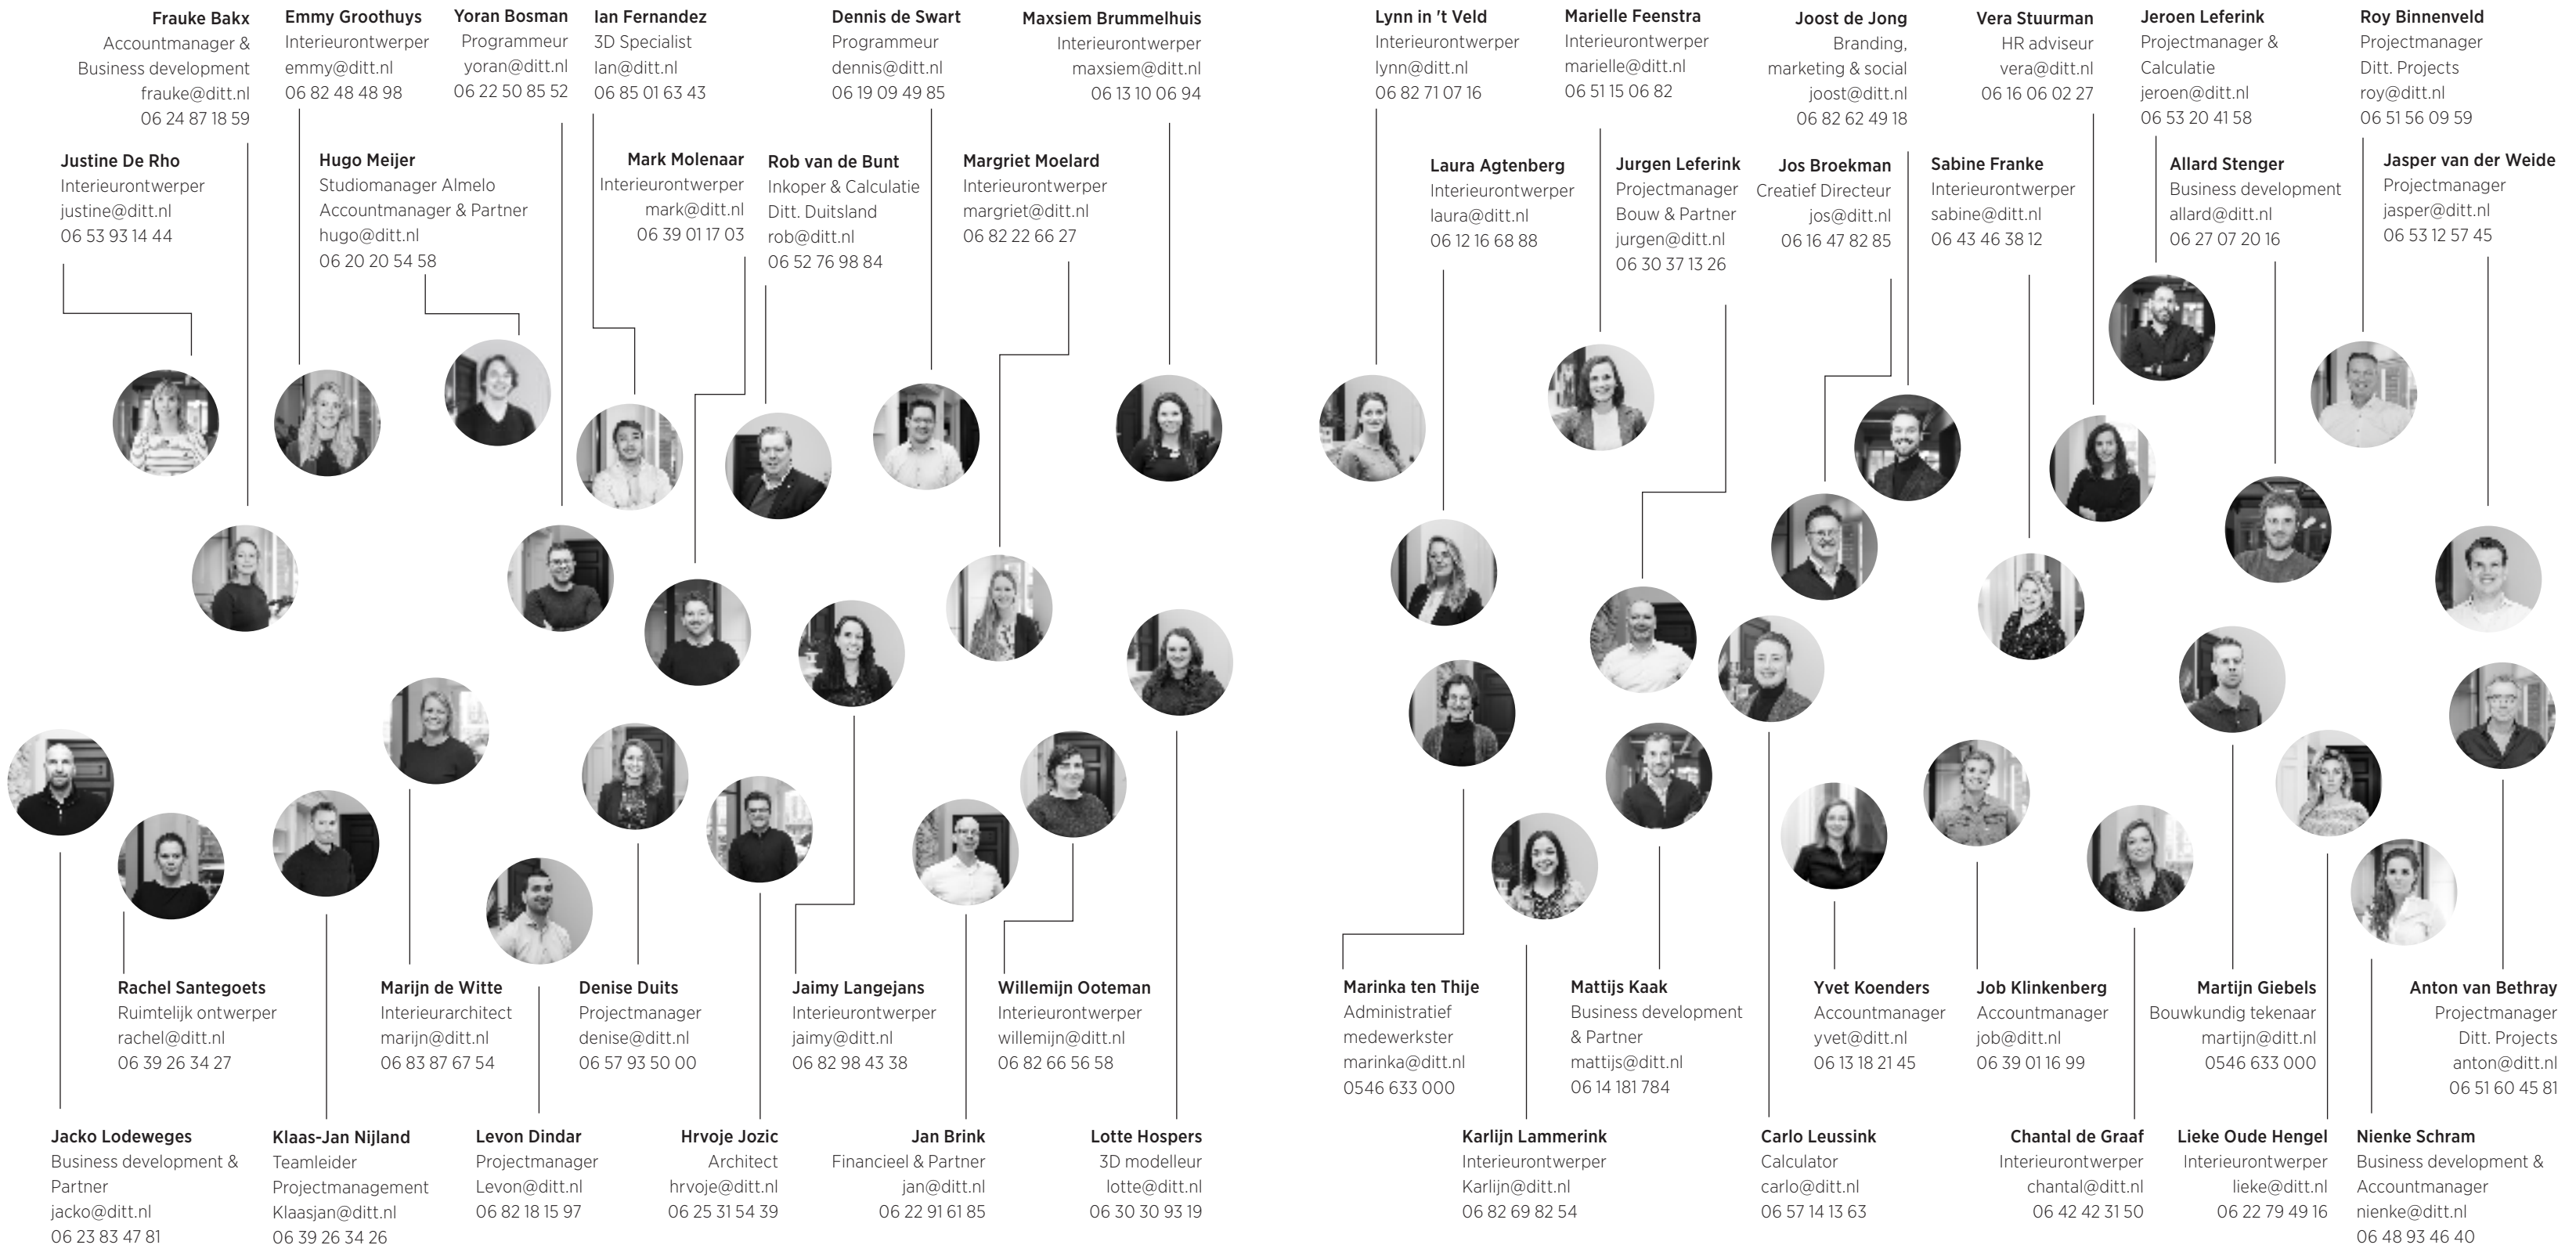 Frauke Bakx
Accountmanager &
Business development
frauke@ditt.nl
06 24 87 18 59
Emmy Groothuys
Interieurontwerper
emmy@ditt.nl
06 82 48 48 98
Yoran Bosman
Programmeur
yoran@ditt.nl
06 22 50 85 52
Ian Fernandez
3D Specialist
Ian@ditt.nl
06 85 01 63 43
Dennis de Swart
Programmeur
dennis@ditt.nl
06 19 09 49 85
Maxsiem Brummelhuis
Interieurontwerper
maxsiem@ditt.nl
06 13 10 06 94
Lynn in 't Veld
Interieurontwerper
lynn@ditt.nl
06 82 71 07 16
Marielle Feenstra
Interieurontwerper
marielle@ditt.nl
06 51 15 06 82
Joost de Jong
Branding,
marketing & social
joost@ditt.nl
06 82 62 49 18
Vera Stuurman
HR adviseur
vera@ditt.nl
06 16 06 02 27
Jeroen Leferink
Projectmanager &
Calculatie
jeroen@ditt.nl
06 53 20 41 58
Roy Binnenveld
Projectmanager
Ditt. Projects
roy@ditt.nl
06 51 56 09 59
Justine De Rho
Interieurontwerper
justine@ditt.nl
06 53 93 14 44
Hugo Meijer
Studiomanager Almelo
Accountmanager & Partner
hugo@ditt.nl
06 20 20 54 58
Mark Molenaar
Interieurontwerper
mark@ditt.nl
06 39 01 17 03
Rob van de Bunt
Inkoper & Calculatie
Ditt. Duitsland
rob@ditt.nl
06 52 76 98 84
Margriet Moelard
Interieurontwerper
margriet@ditt.nl
06 82 22 66 27
Laura Agtenberg
Interieurontwerper
laura@ditt.nl
06 12 16 68 88
Jurgen Leferink
Projectmanager
Bouw & Partner
jurgen@ditt.nl
06 30 37 13 26
Jos Broekman
Creatief Directeur
jos@ditt.nl
06 16 47 82 85
Sabine Franke
Interieurontwerper
sabine@ditt.nl
06 43 46 38 12
Allard Stenger
Business development
allard@ditt.nl
06 27 07 20 16
Jasper van der Weide
Projectmanager
jasper@ditt.nl
06 53 12 57 45
Rachel Santegoets
Ruimtelijk ontwerper
rachel@ditt.nl
06 39 26 34 27
Marijn de Witte
Interieurarchitect
marijn@ditt.nl
06 83 87 67 54
Denise Duits
Projectmanager
denise@ditt.nl
06 57 93 50 00
Jaimy Langejans
Interieurontwerper
jaimy@ditt.nl
06 82 98 43 38
Willemijn Ooteman
Interieurontwerper
willemijn@ditt.nl
06 82 66 56 58
Marinka ten Thije
Administratief
medewerkster
marinka@ditt.nl
0546 633 000
Mattijs Kaak
Business development
& Partner
mattijs@ditt.nl
06 14 181 784
Yvet Koenders
Accountmanager
yvet@ditt.nl
06 13 18 21 45
Job Klinkenberg
Accountmanager
job@ditt.nl
06 39 01 16 99
Martijn Giebels
Bouwkundig tekenaar
martijn@ditt.nl
0546 633 000
Anton van Bethray
Projectmanager
Ditt. Projects
anton@ditt.nl
06 51 60 45 81
Jacko Lodeweges
Business development &
Partner
jacko@ditt.nl
06 23 83 47 81
Klaas-Jan Nijland
Teamleider
Projectmanagement
Klaasjan@ditt.nl
06 39 26 34 26
Levon Dindar
Projectmanager
Levon@ditt.nl
06 82 18 15 97
Hrvoje Jozic
Architect
hrvoje@ditt.nl
06 25 31 54 39
Jan Brink
Financieel & Partner
jan@ditt.nl
06 22 91 61 85
Lotte Hospers
3D modelleur
lotte@ditt.nl
06 30 30 93 19
Karlijn Lammerink
Interieurontwerper
Karlijn@ditt.nl
06 82 69 82 54
Carlo Leussink
Calculator
carlo@ditt.nl
06 57 14 13 63
Chantal de Graaf
Interieurontwerper
chantal@ditt.nl
06 42 42 31 50
Lieke Oude Hengel
Interieurontwerper
lieke@ditt.nl
06 22 79 49 16
Nienke Schram
Business development &
Accountmanager
nienke@ditt.nl
06 48 93 46 40